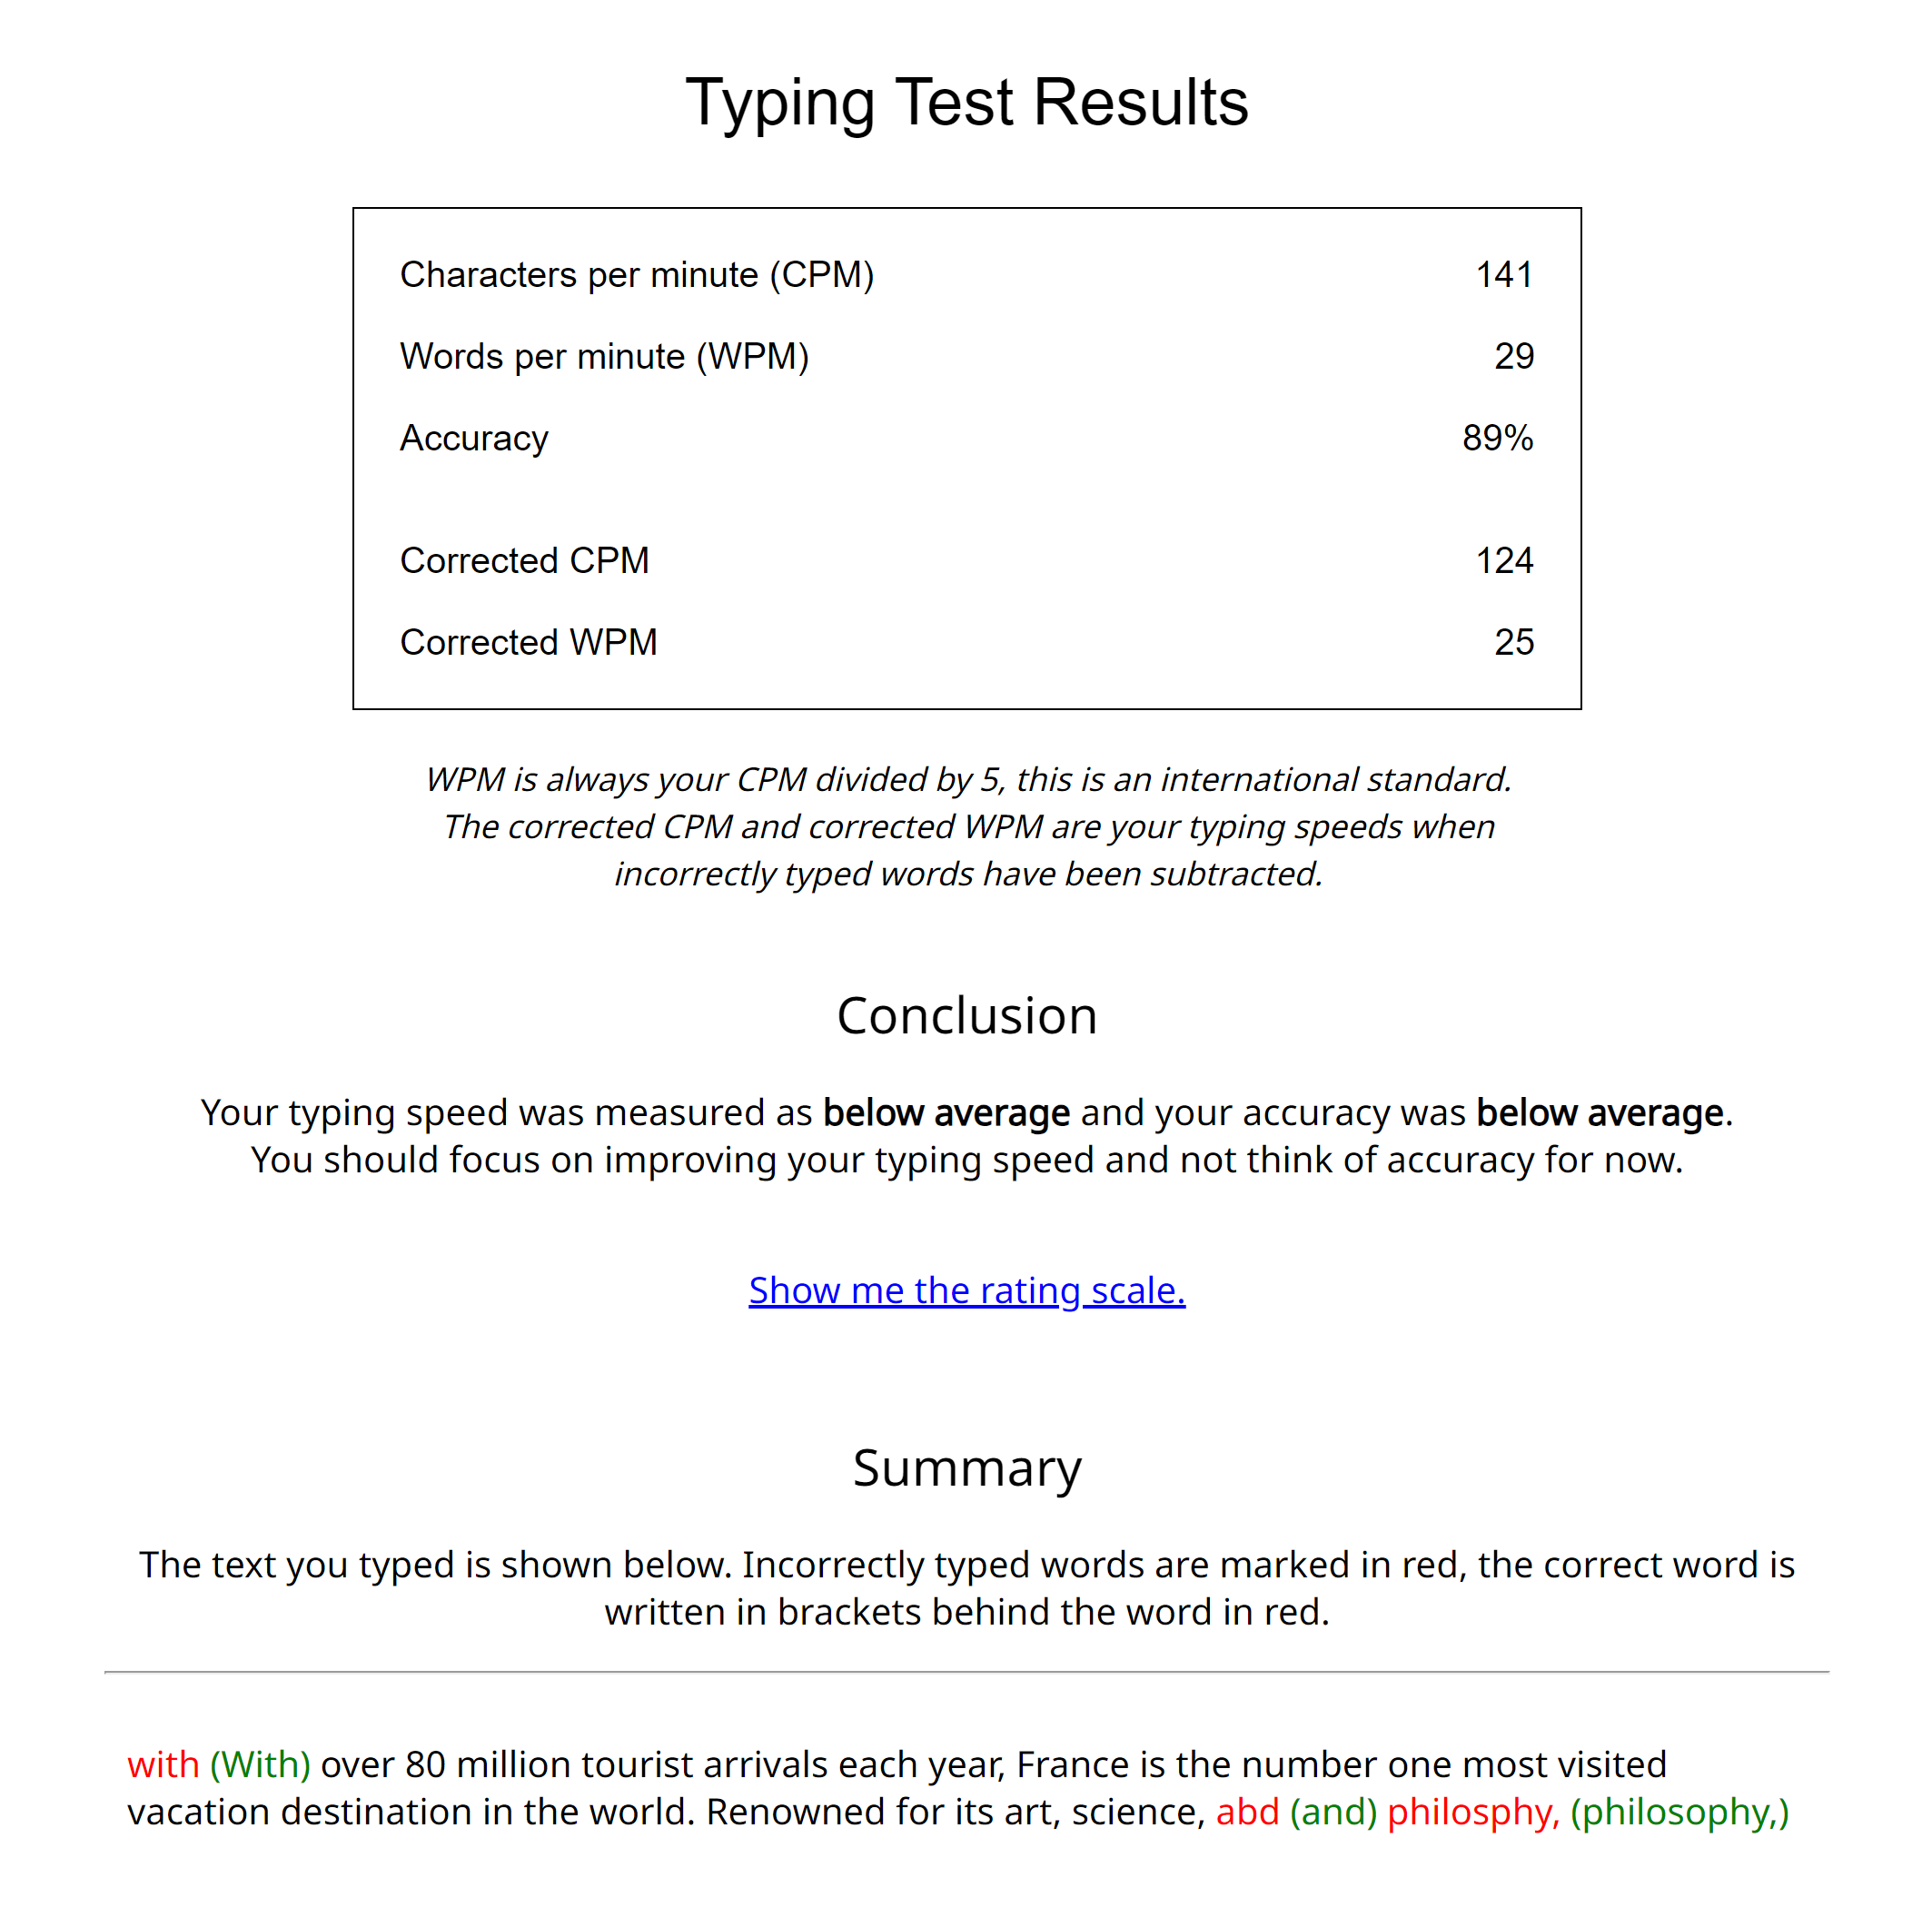 Typing Test Results
Characters per minute (CPM) 141
Words per minute (WPM) 29
Accuracy 89%
Corrected CPM 124
Corrected WPM 25
WPM is always your CPM divided by 5, this is an international standard.
The corrected CPM and corrected WPM are your typing speeds when
incorrectly typed words have been subtracted.
Conclusion
Your typing speed was measured as below average and your accuracy was below average.
You should focus on improving your typing speed and not think of accuracy for now.
Show me the rating scale.
Summary
The text you typed is shown below. Incorrectly typed words are marked in red, the correct word is
written in brackets behind the word in red.
with (With) over 80 million tourist arrivals each year, France is the number one most visited
vacation destination in the world. Renowned for its art, science, abd (and) philosphy, (philosophy,)